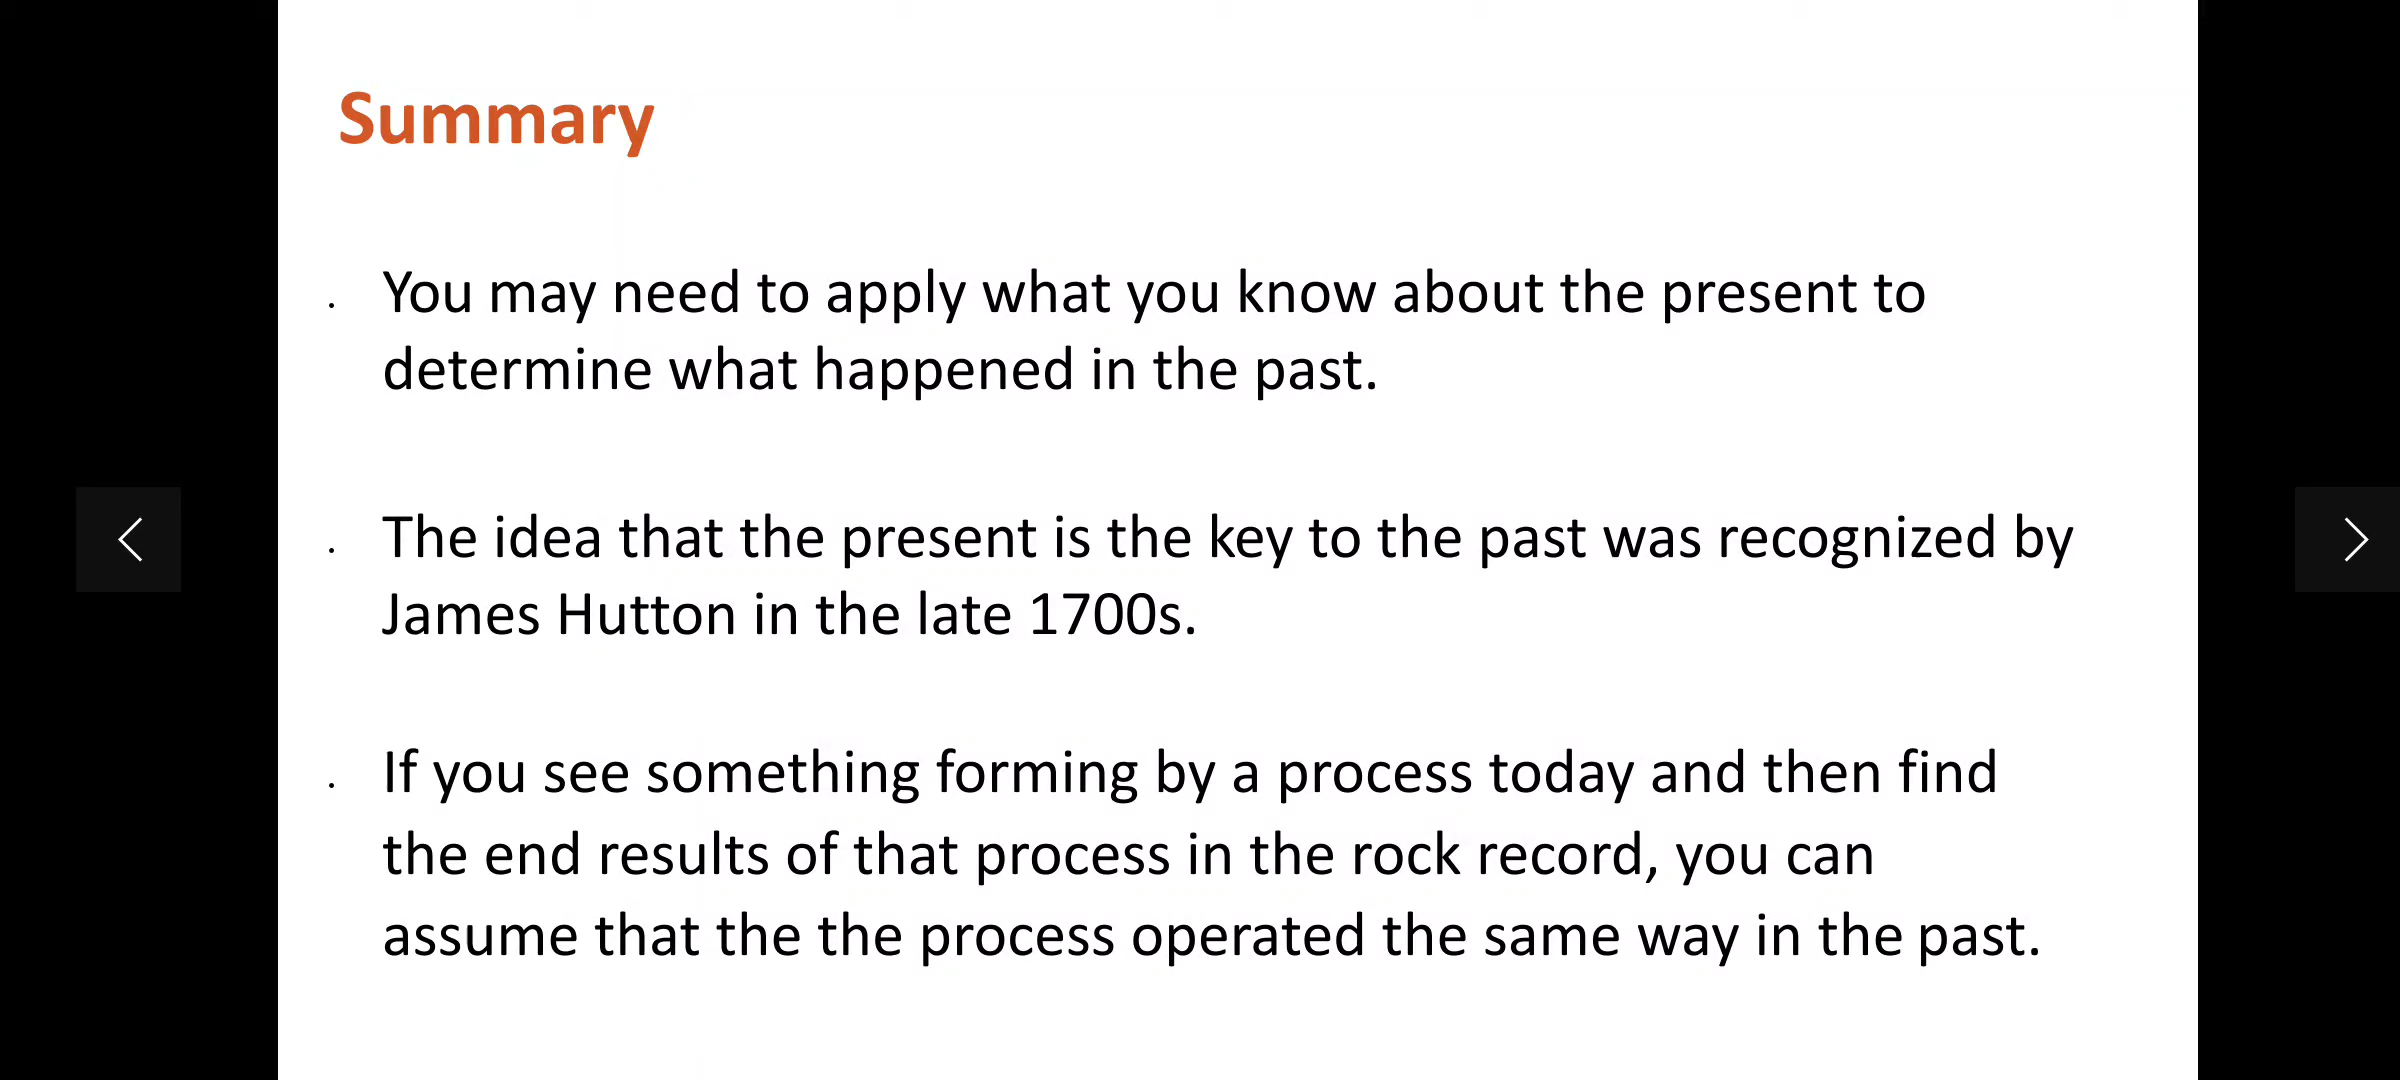 Summary
. You may need to apply what you know about the present to
determine what happened in the past.
. The idea that the present is the key to the past was recognized by
James Hutton in the late 1700s.
. If you see something forming by a process today and then find
the end results of that process in the rock record, you can
assume that the the process operated the same way in the past.